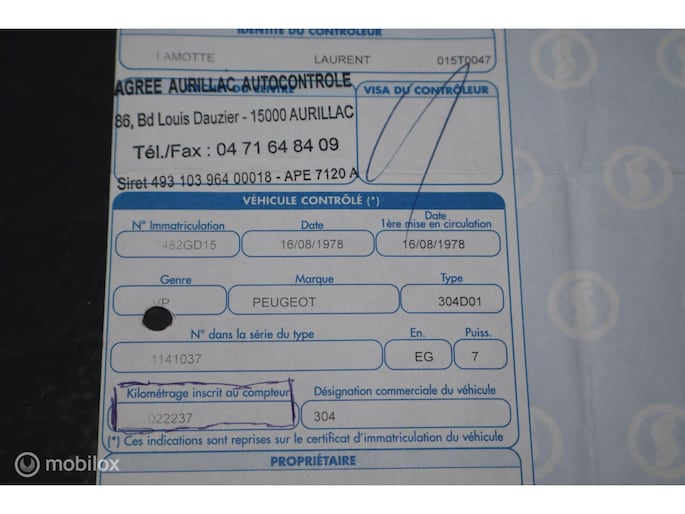 IDENTITÉ DU CONTRÔLEUR
LAMOTTE LAURENT 015T0047
AGREE AURILLAC AUTOCONTROLE
VISA DU CONTRÔLEUR
86, Bd Louis Dauzier - 15000 AURILLAC
Tél./Fax : 04 71 64 84 09
Siret 493 103 964 00018 - APE 7120 A
VÉHICULE CONTRÔLÉ (*)
N° Immatriculation Date Date 1ère mise en circulation
7482GD15 16/08/1978 16/08/1978
Genre Marque Type
VP PEUGEOT 304D01
N° dans la série du type En. Puiss.
4141037 EG 7
Kilométrage inscrit au compteur Désignation commerciale du véhicule
022237 304
(*) Ces indications sont reprises sur le certificat d'immatriculation du véhicule
PROPRIÉTAIRE
mobilox